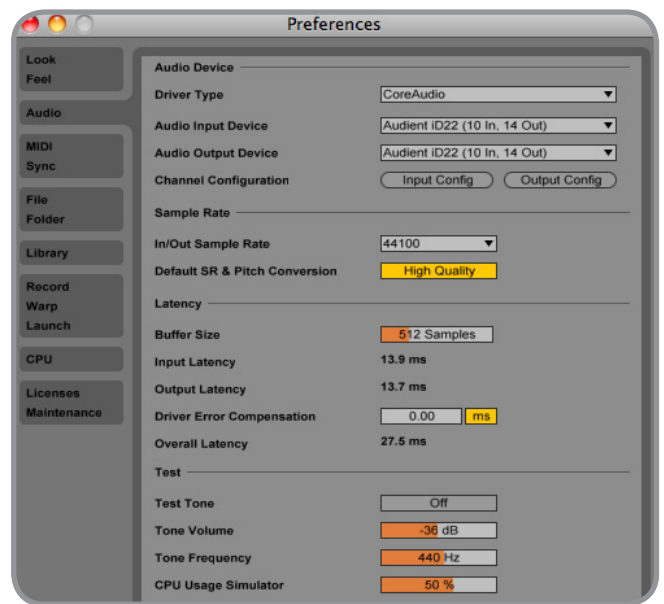 Preferences
Look
Feel
Audio
MIDI
Sync
File
Folder
Library
Record
Warp
Launch
CPU
Licenses
Maintenance
Audio Device
Driver Type CoreAudio
Audio Input Device Audient iD22 (10 In, 14 Out)
Audio Output Device Audient iD22 (10 In, 14 Out)
Channel Configuration Input Config Output Config
Sample Rate
In/Out Sample Rate 44100
Default SR & Pitch Conversion High Quality
Latency
Buffer Size 512 Samples
Input Latency 13.9 ms
Output Latency 13.7 ms
Driver Error Compensation 0.00 ms
Overall Latency 27.5 ms
Test
Test Tone Off
Tone Volume -36 dB
Tone Frequency 440 Hz
CPU Usage Simulator 50 %